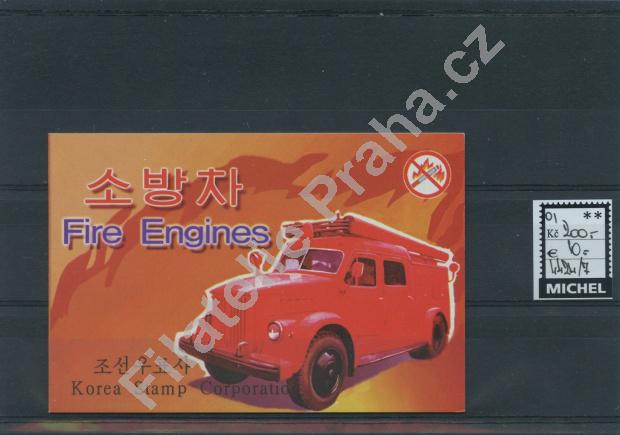 소방차
Fire Engines
조선우표사
Korea Stamp Corporation
Filatelie Praha.cz
01 **
Kč 200,-
€ 10,-
MICHEL